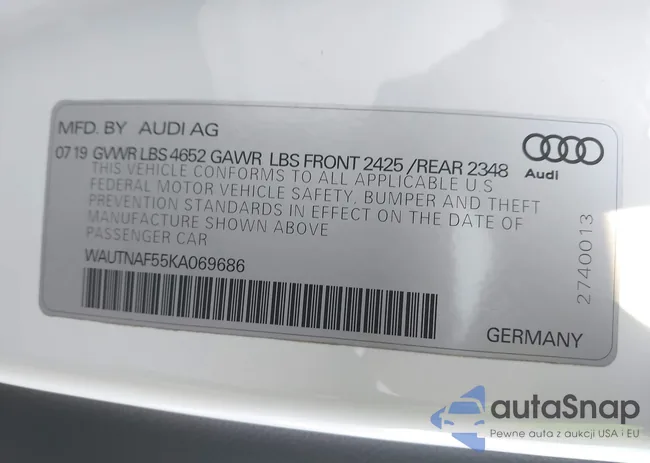 MFD. BY AUDI AG
07 19 GVWR LBS 4652 GAWR LBS FRONT 2425 /REAR 2348
THIS VEHICLE CONFORMS TO ALL APPLICABLE U.S
FEDERAL MOTOR VEHICLE SAFETY, BUMPER AND THEFT
PREVENTION STANDARDS IN EFFECT ON THE DATE OF
MANUFACTURE SHOWN ABOVE
PASSENGER CAR
WAUTNAF55KA069686
Audi
2740013
GERMANY
autaSnap
Pewne auta z aukcji USA i EU